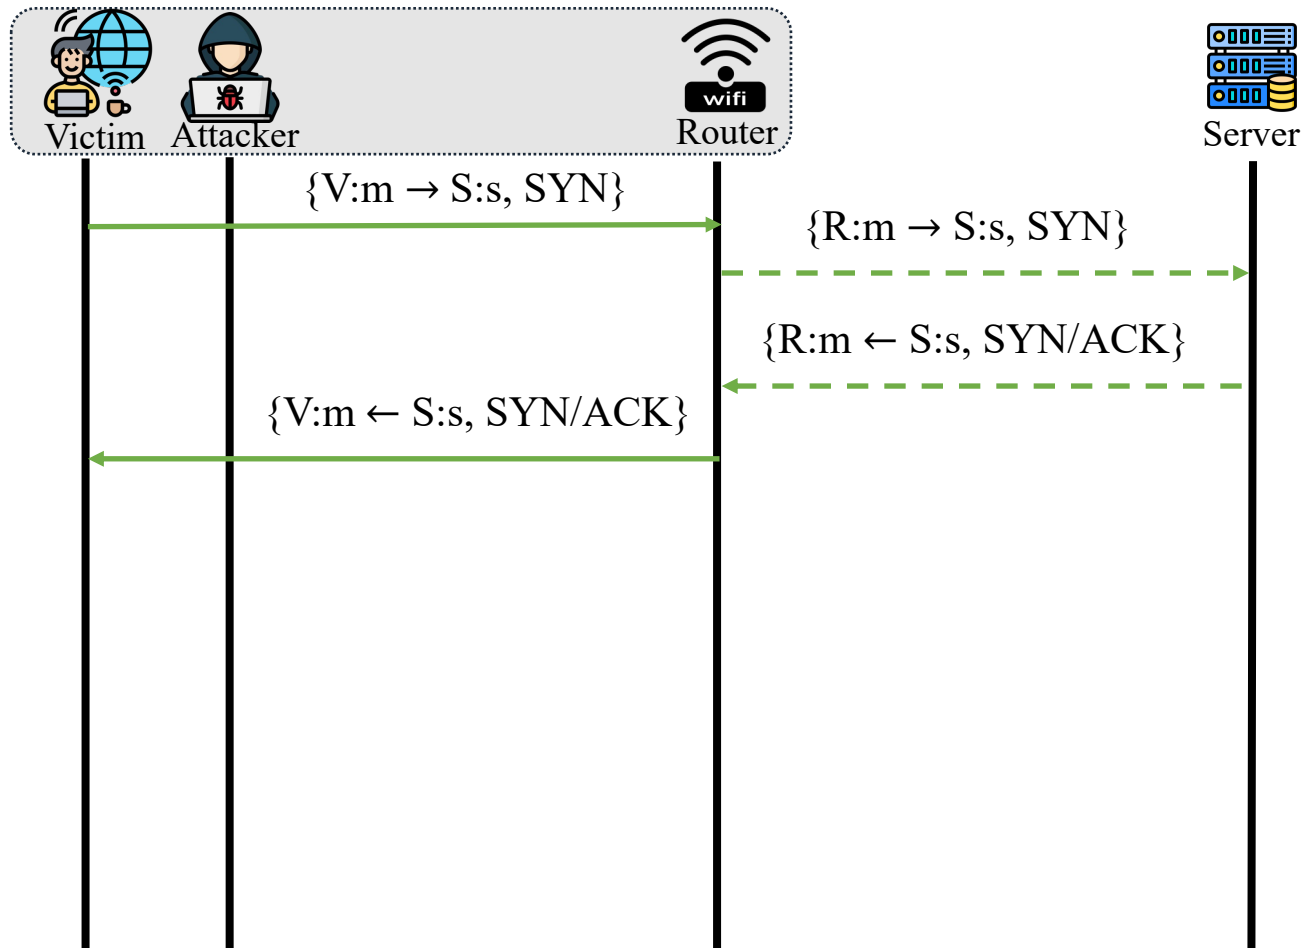 wifi
Victim
Attacker
Router
Server
{V:m → S:s, SYN}
{R:m → S:s, SYN}
{R:m ← S:s, SYN/ACK}
{V:m ← S:s, SYN/ACK}